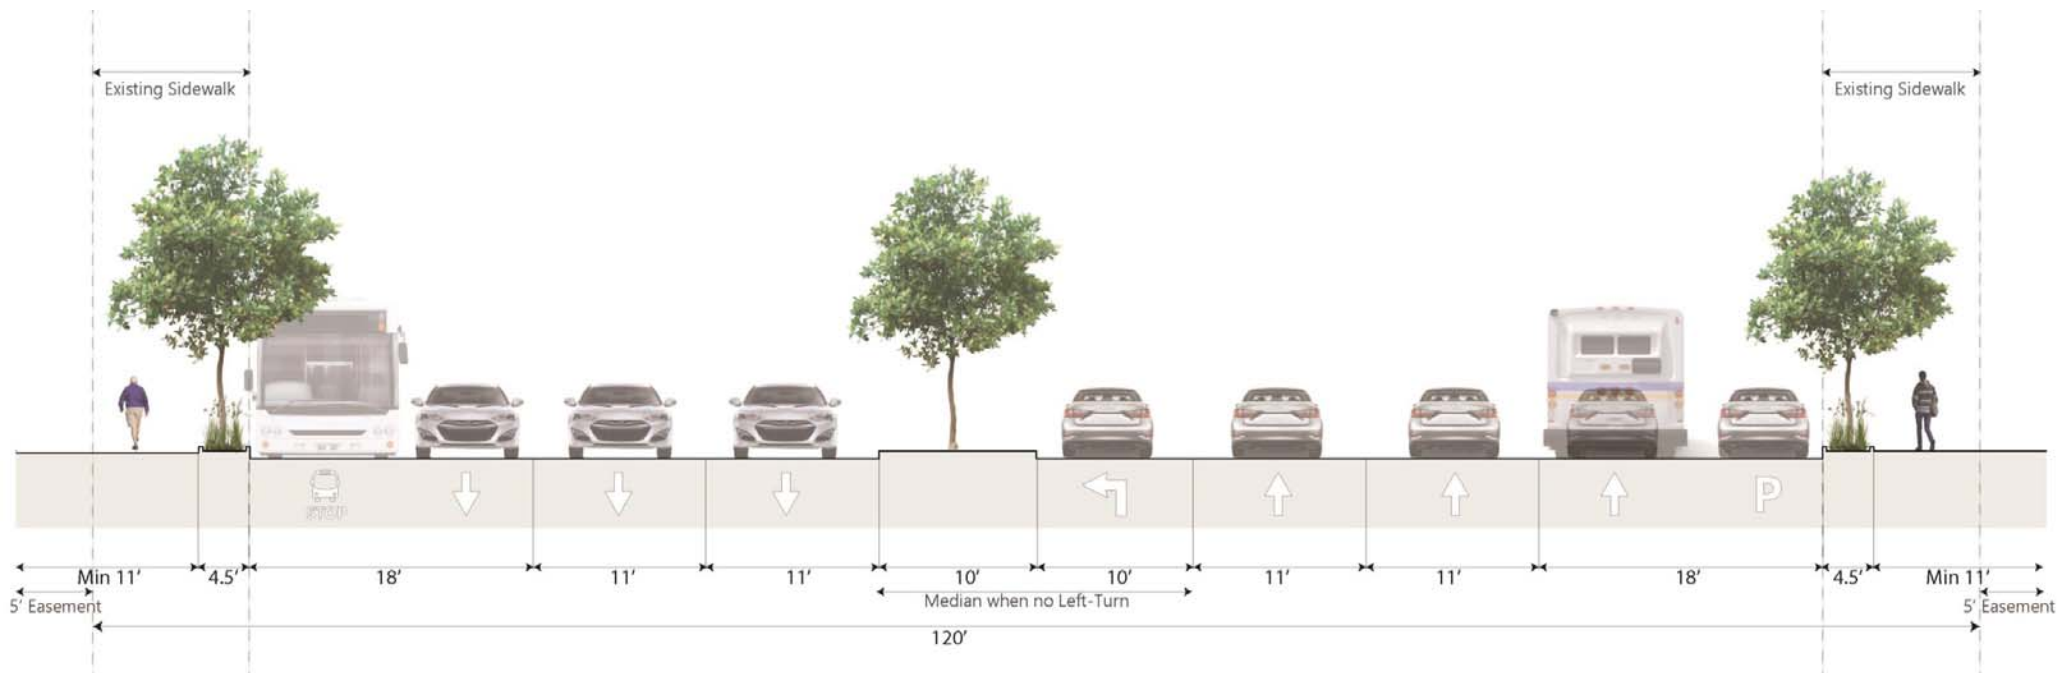 Existing Sidewalk
Existing Sidewalk
STOP
P
Min 11'
4.5'
18'
11'
11'
10'
10'
11'
11'
18'
4.5'
Min 11'
5' Easement
Median when no Left-Turn
5' Easement
120'